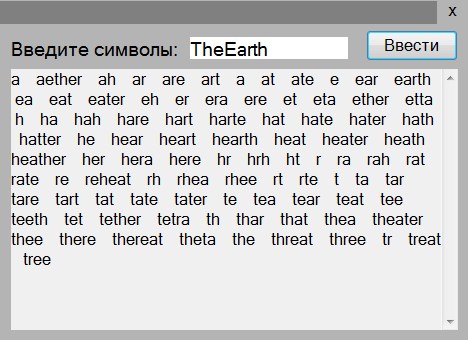 x
Введите символы: TheEarth Ввести
a aether ah ar are art a at ate e ear earth
ea eat eater eh er era ere et eta ether etta
h ha hah hare hart harte hat hate hater hath
hatter he hear heart hearth heat heater heath
heather her hera here hr hrh ht r ra rah rat
rate re reheat rh rhea rhee rt rte t ta tar
tare tart tat tate tater te tea tear teat tee
teeth tet tether tetra th thar that thea theater
thee there thereat theta the threat three tr treat
tree